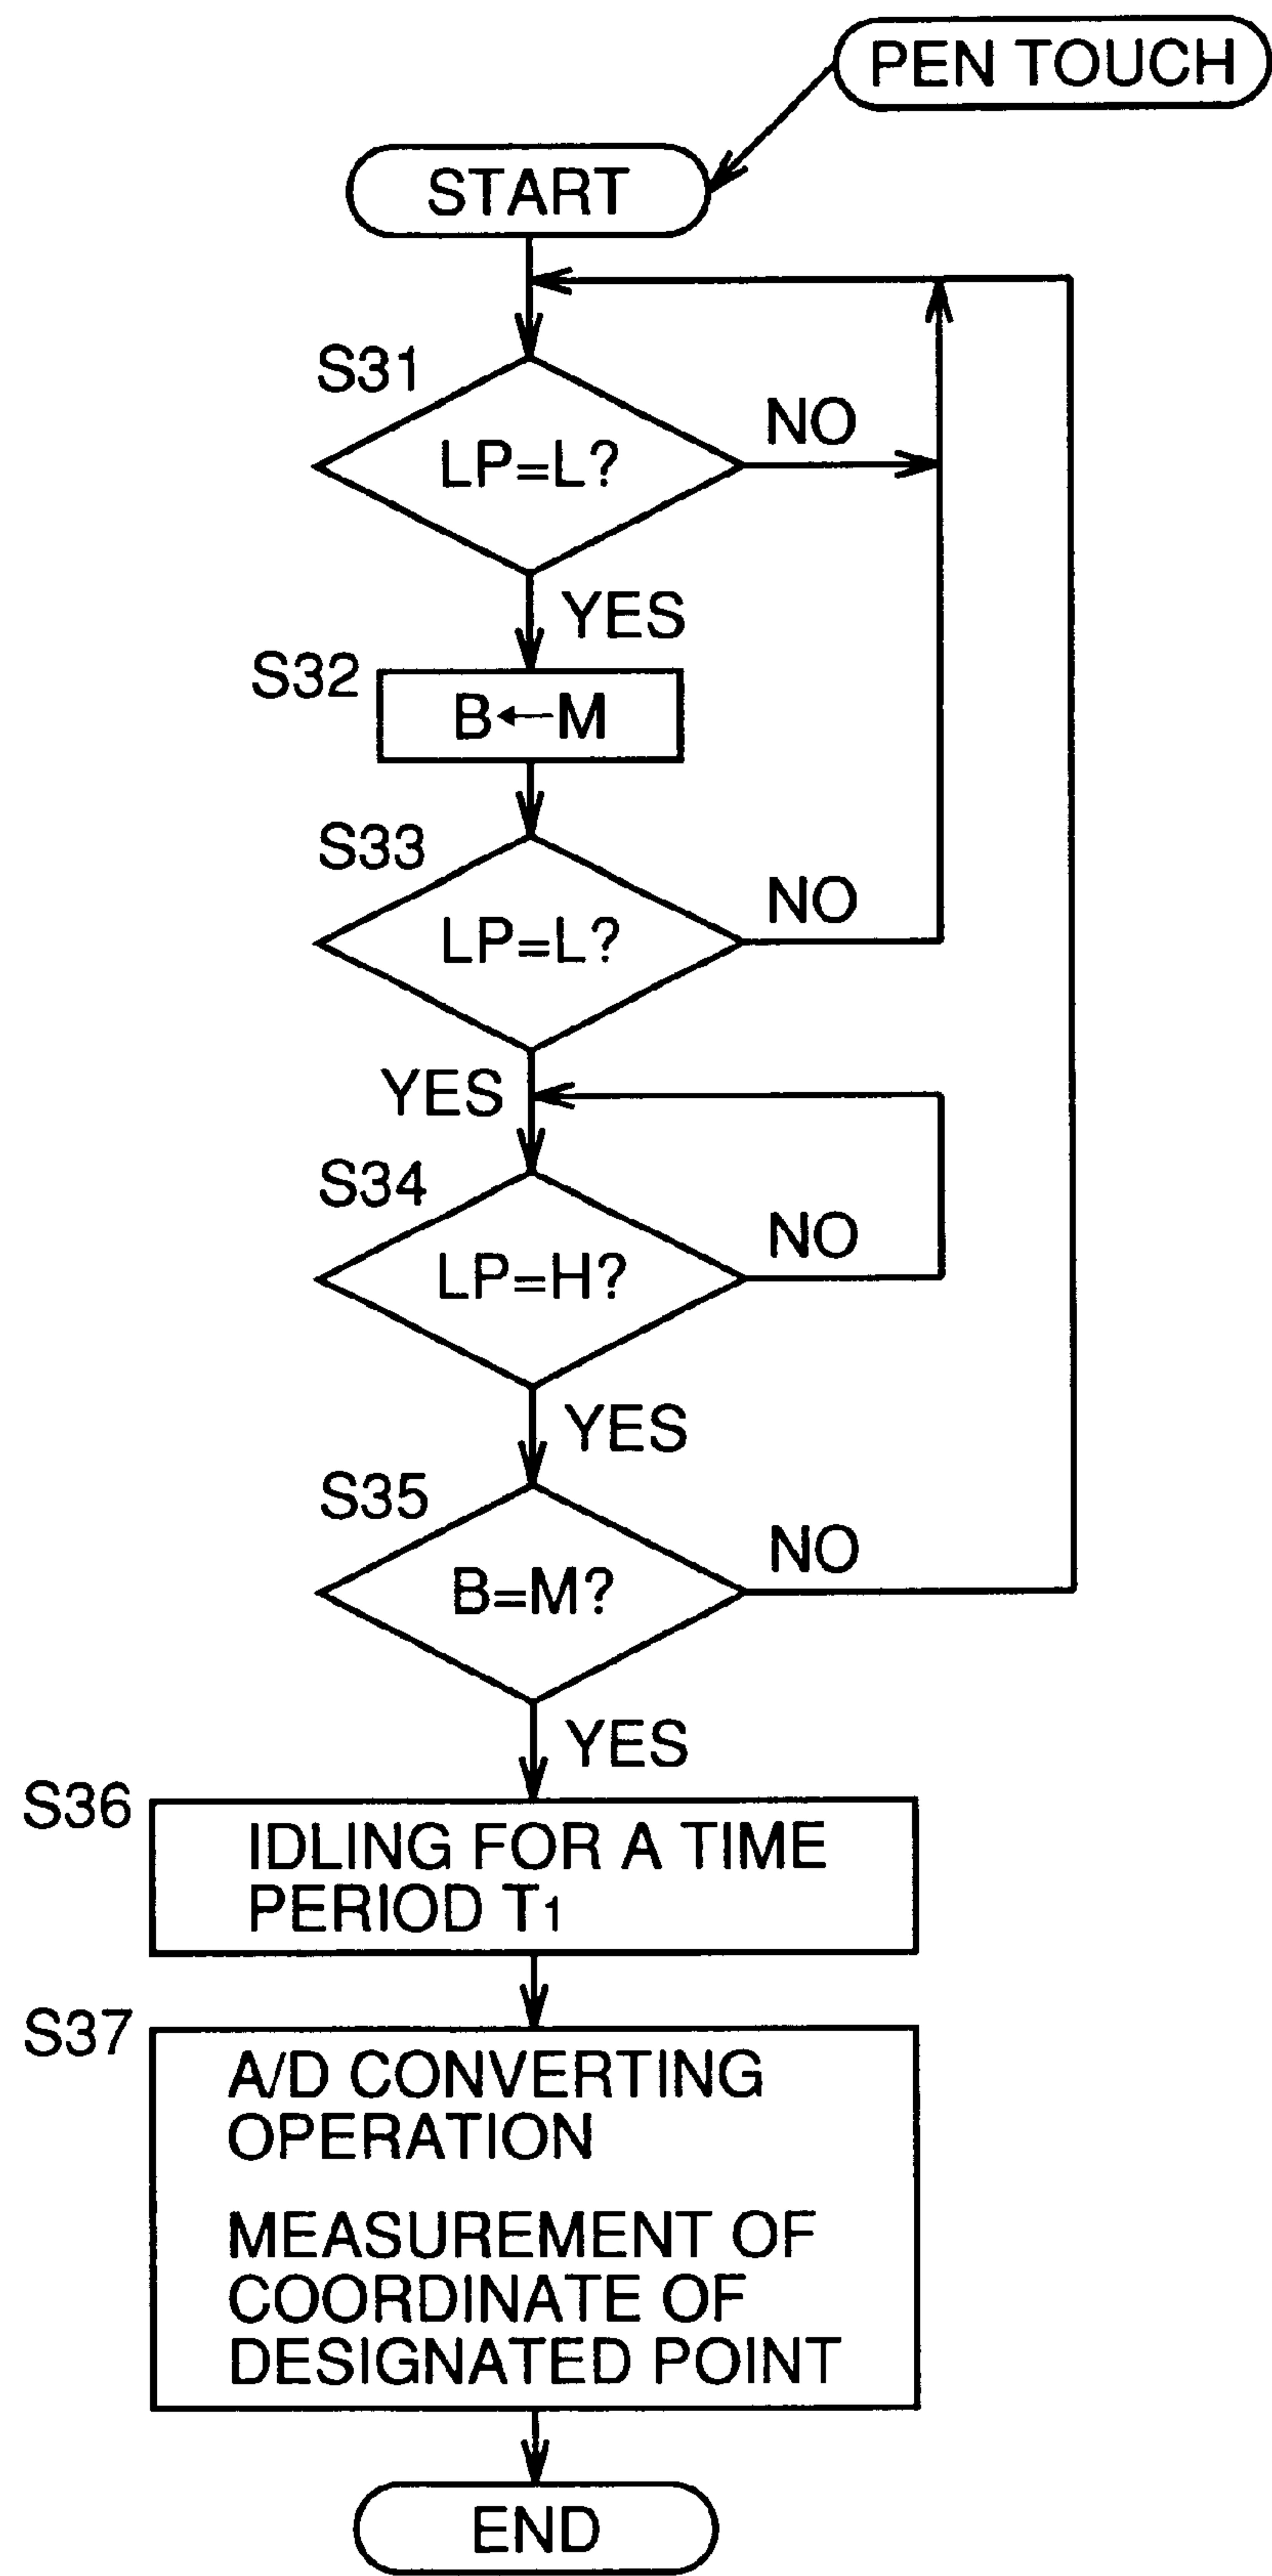 PEN TOUCH
START
S31
LP=L?
NO
YES
S32
B←M
S33
LP=L?
NO
YES
S34
LP=H?
NO
YES
S35
B=M?
NO
YES
S36
IDLING FOR A TIME
PERIOD T1
S37
A/D CONVERTING
OPERATION
MEASUREMENT OF
COORDINATE OF
DESIGNATED POINT
END